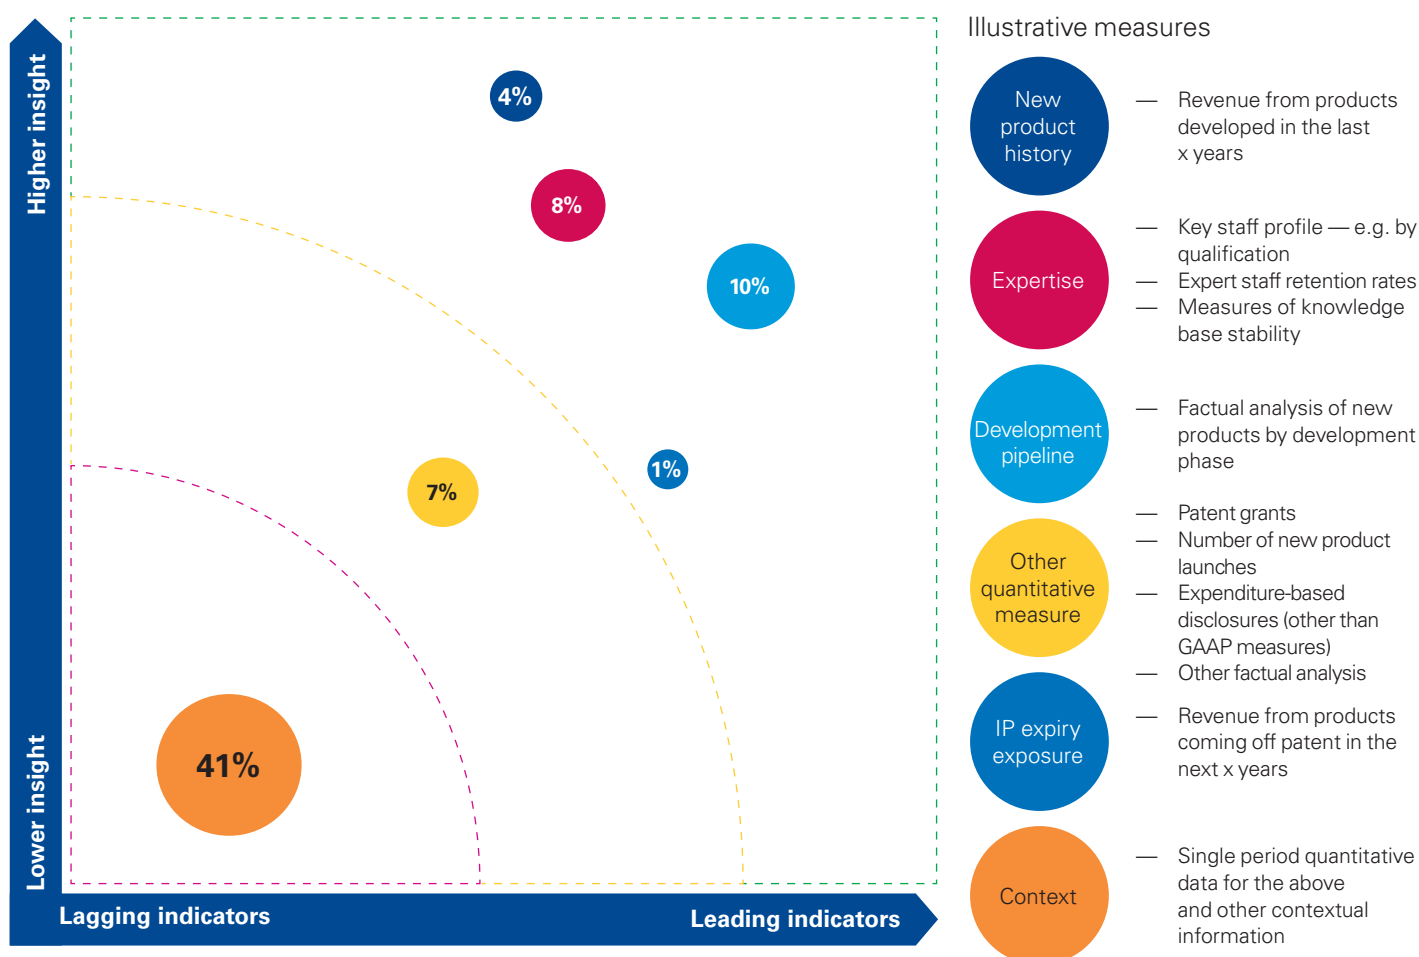 Higher insight
Lower insight
4%
8%
10%
7%
1%
41%
Lagging indicators
Leading indicators
Illustrative measures
New
product
history
— Revenue from products
developed in the last
x years
Expertise
— Key staff profile — e.g. by
qualification
— Expert staff retention rates
— Measures of knowledge
base stability
Development
pipeline
— Factual analysis of new
products by development
phase
Other
quantitative
measure
— Patent grants
— Number of new product
launches
— Expenditure-based
disclosures (other than
GAAP measures)
— Other factual analysis
IP expiry
exposure
— Revenue from products
coming off patent in the
next x years
Context
— Single period quantitative
data for the above
and other contextual
information